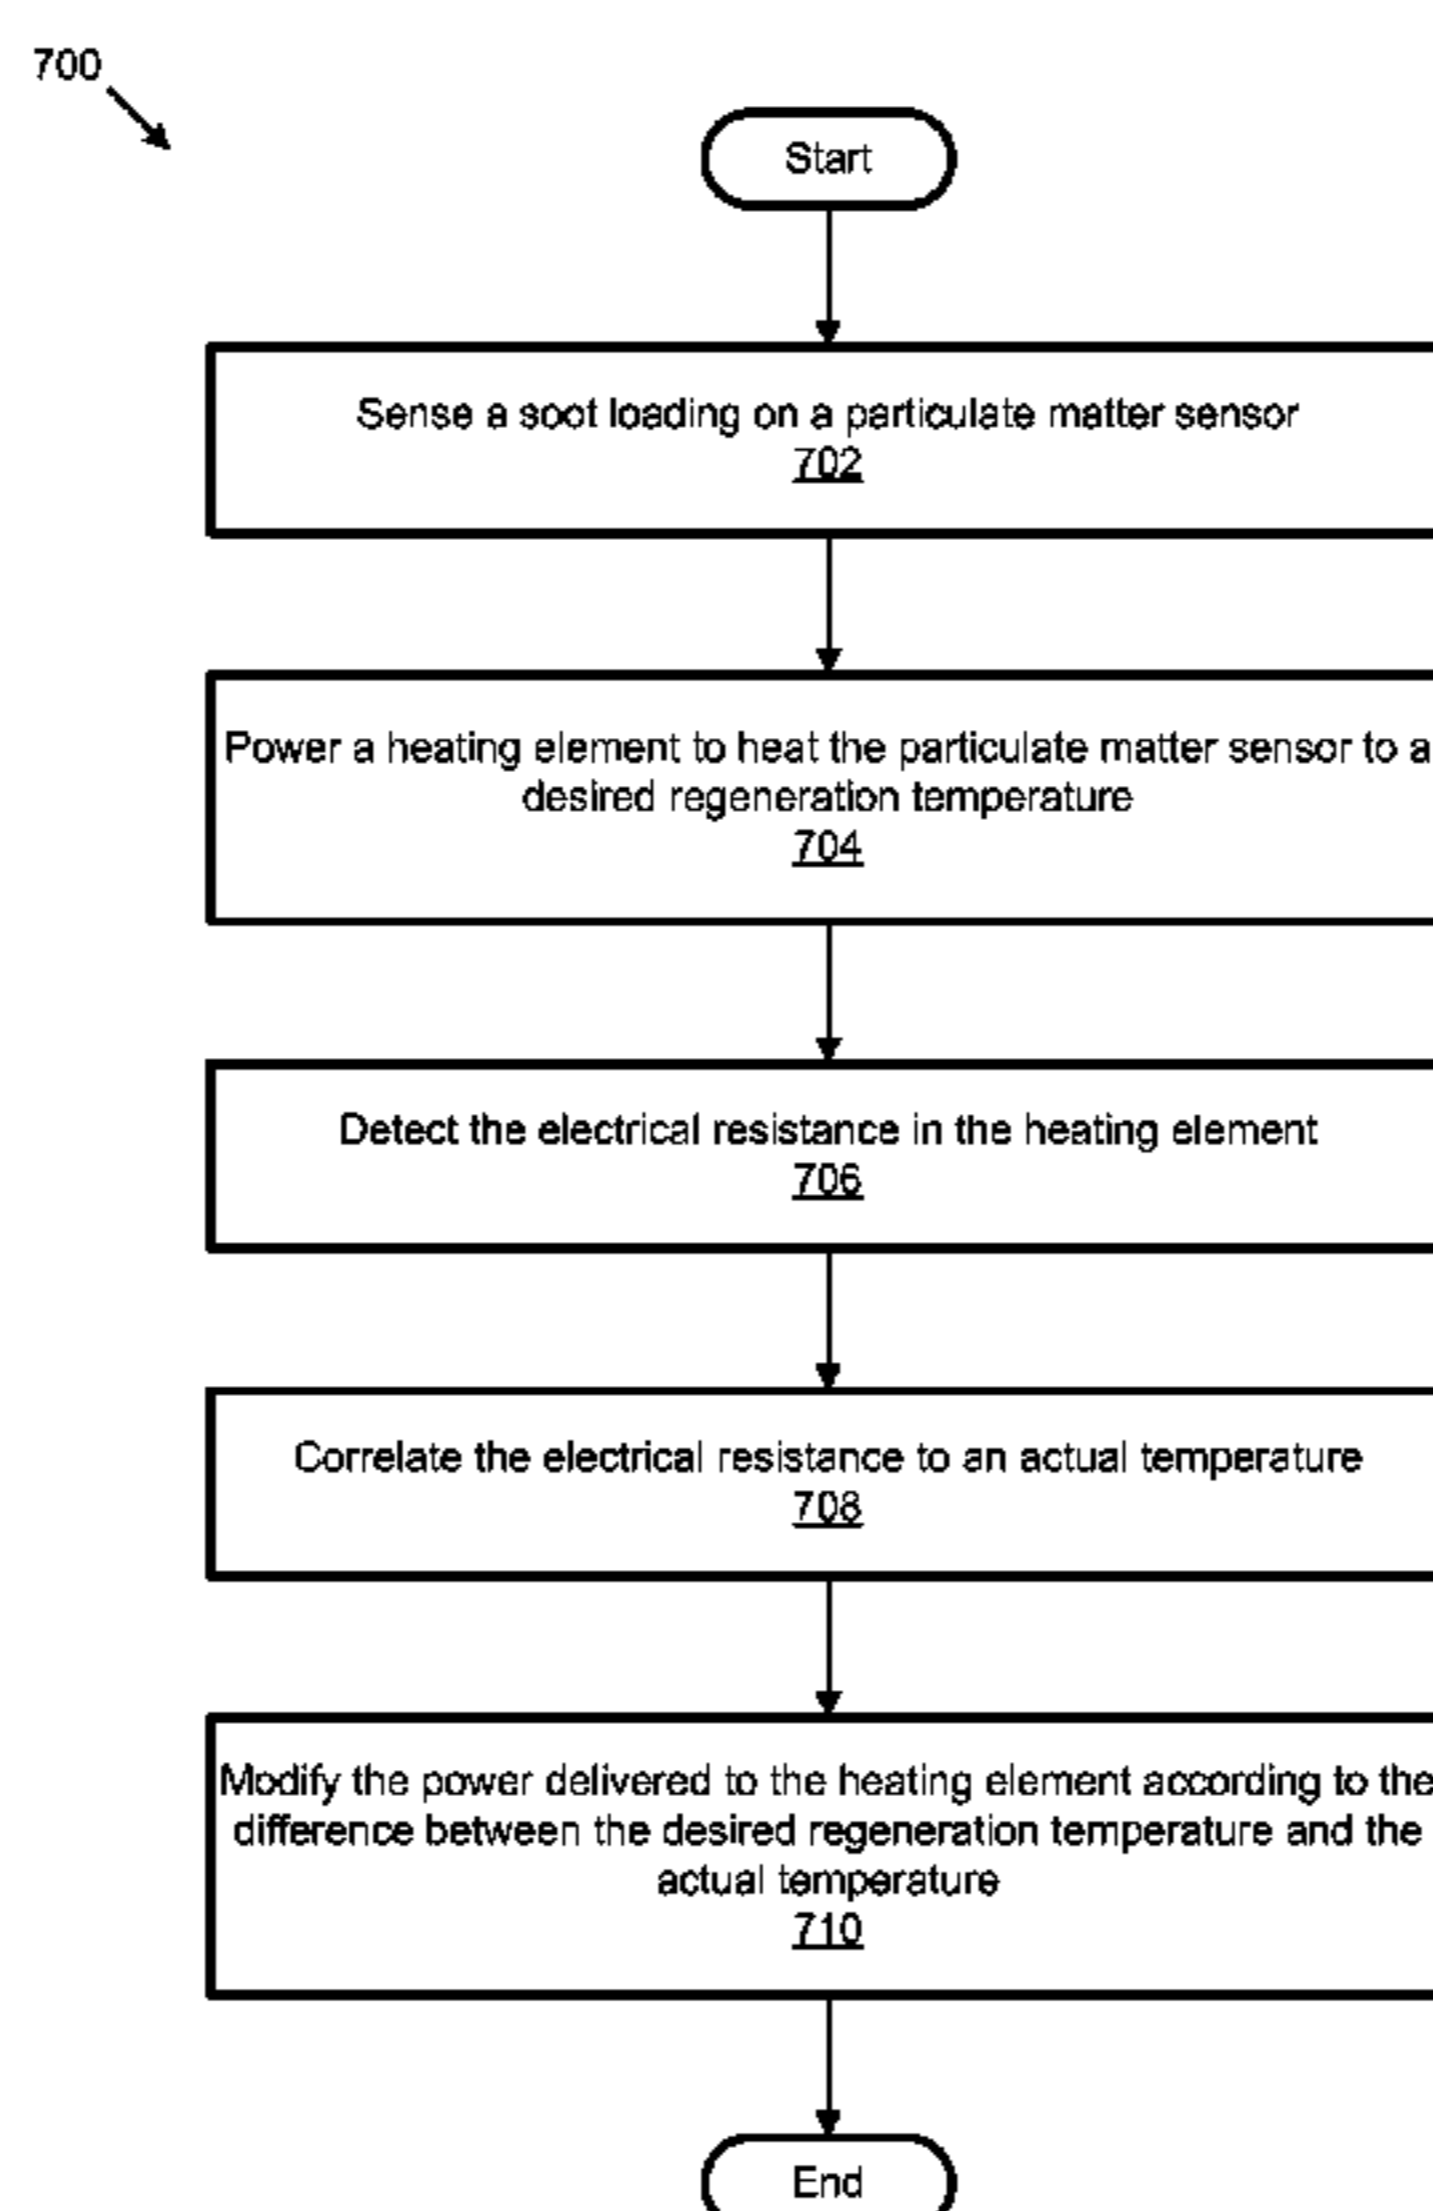 700
Start
Sense a soot loading on a particulate matter sensor
702
Power a heating element to heat the particulate matter sensor to a
desired regeneration temperature
704
Detect the electrical resistance in the heating element
706
Correlate the electrical resistance to an actual temperature
708
Modify the power delivered to the heating element according to the
difference between the desired regeneration temperature and the
actual temperature
710
End